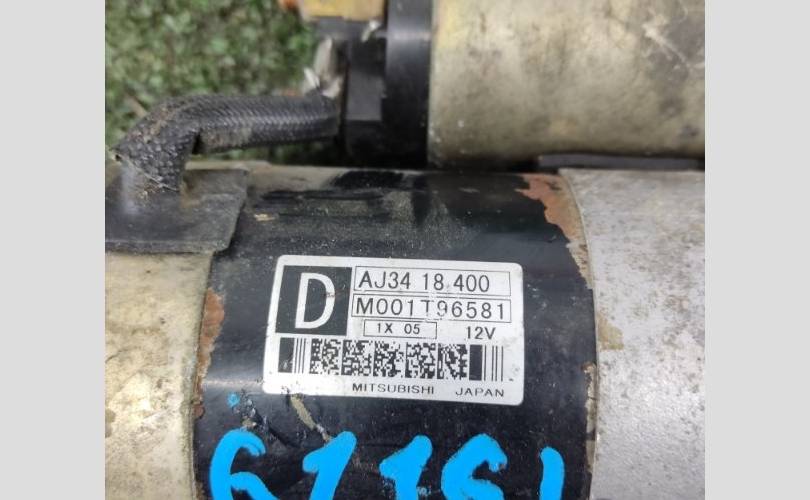 D
AJ34 18 400
M001T96581
1X 05 12V
MITSUBISHI JAPAN